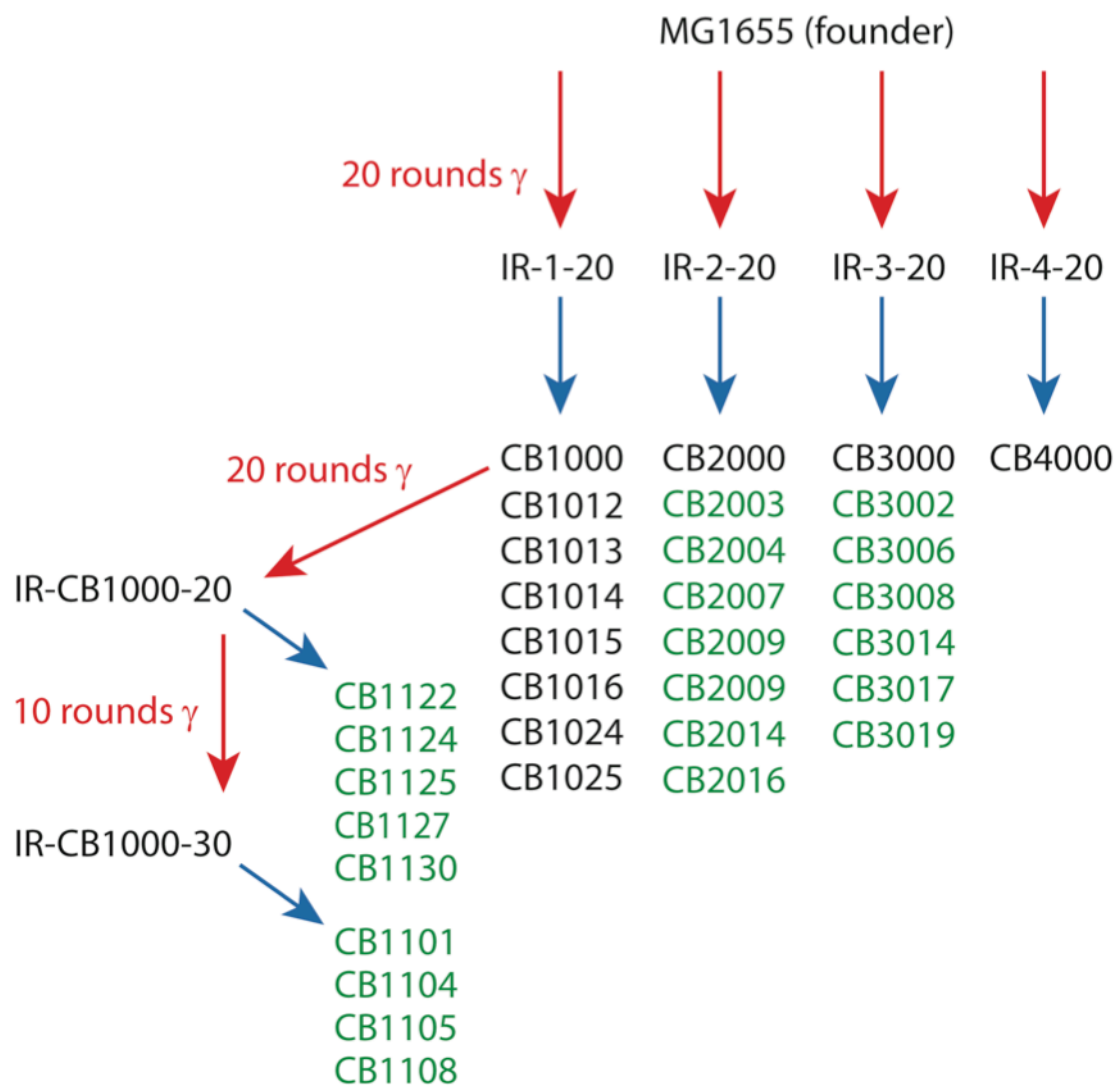 MG1655 (founder)
20 rounds γ
IR-1-20 IR-2-20 IR-3-20 IR-4-20
CB1000 CB2000 CB3000 CB4000
20 rounds γ
CB1012 CB2003 CB3002
CB1013 CB2004 CB3006
IR-CB1000-20
CB1014 CB2007 CB3008
CB1015 CB2009 CB3014
CB1016 CB2009 CB3017
CB1024 CB2014 CB3019
CB1025 CB2016
10 rounds γ
CB1122
CB1124
CB1125
CB1127
CB1130
IR-CB1000-30
CB1101
CB1104
CB1105
CB1108